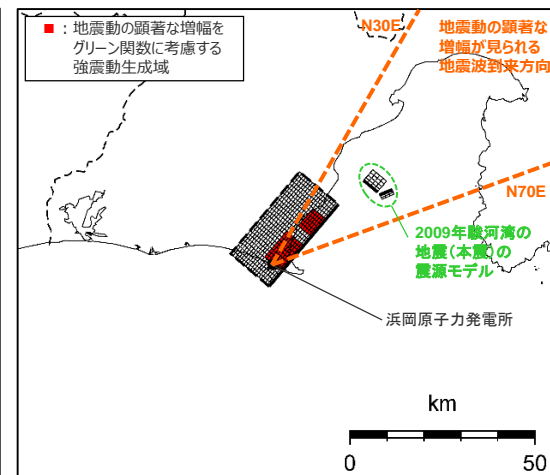 ■ : 地震動の顕著な増幅を
グリーン関数に考慮する
強震動生成域
N30E
地震動の顕著な
増幅が見られる
地震波到来方向
N70E
2009年駿河湾の
地震(本震)の
震源モデル
浜岡原子力発電所
km
0 50